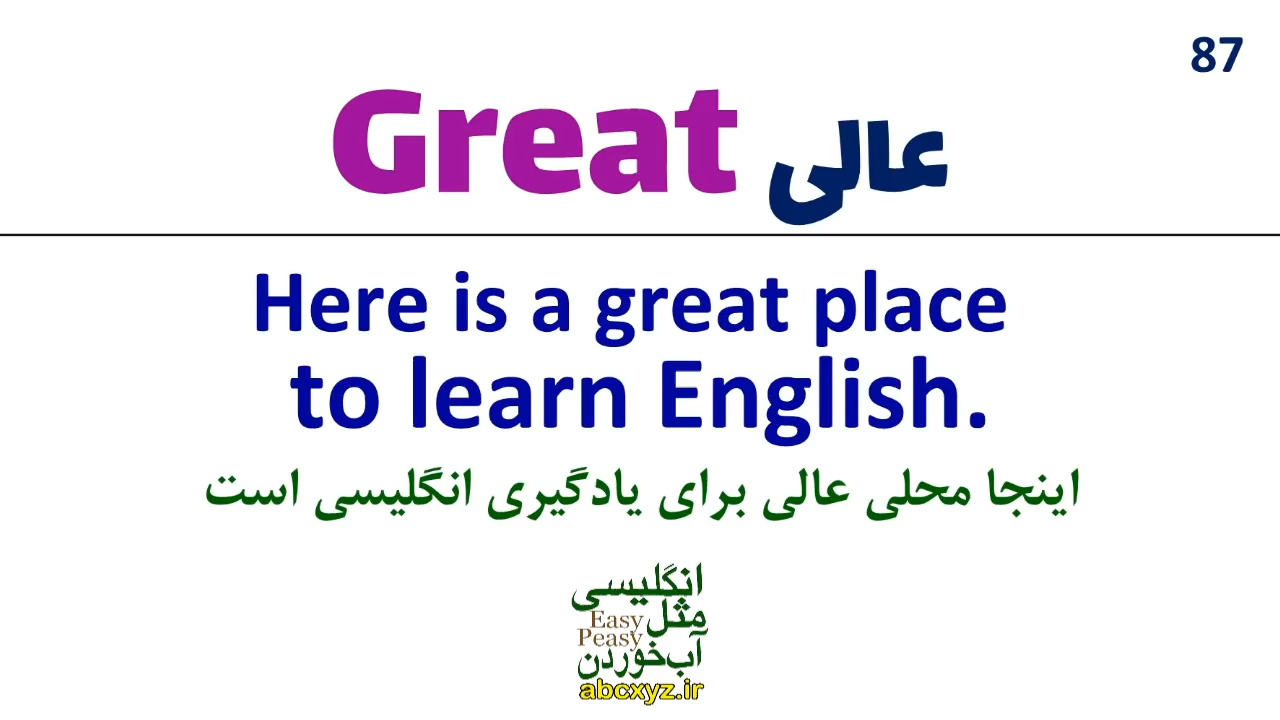 87
Great عالی
Here is a great place
to learn English.
اینجا محلی عالی برای یادگیری انگلیسی است
انگلیسی
مثل Easy
Peasy
آب‌خوردن
abcxyz.ir